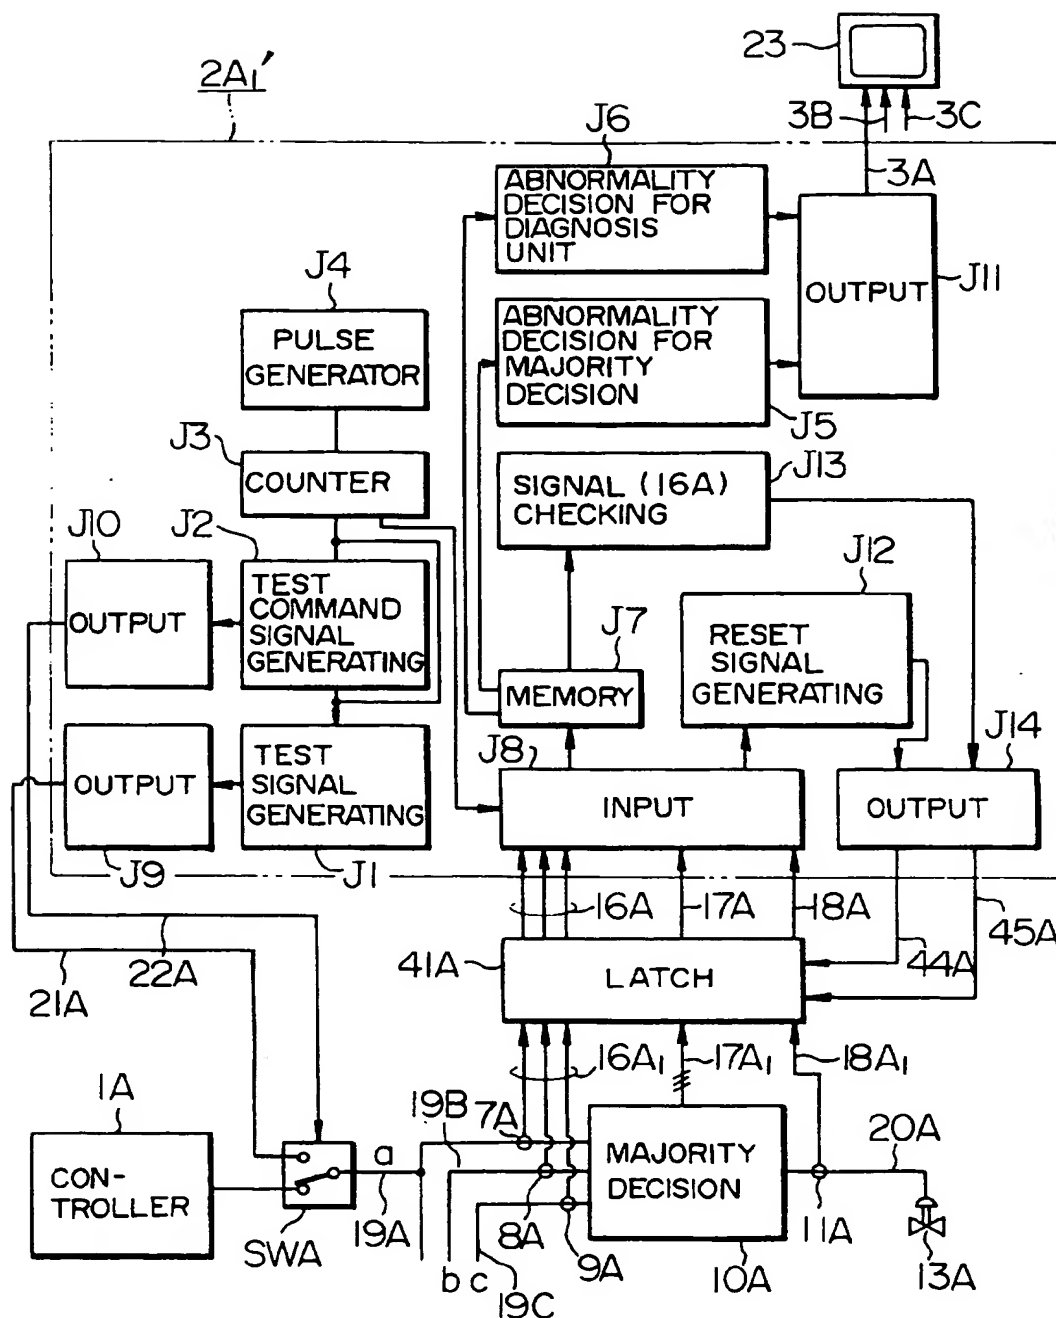 23
2A₁'
3B
3C
J6
3A
ABNORMALITY
DECISION FOR
DIAGNOSIS
UNIT
J4
OUTPUT
J11
PULSE
GENERATOR
ABNORMALITY
DECISION FOR
MAJORITY
DECISION
J5
J3
COUNTER
J13
SIGNAL (16A)
CHECKING
J10
J2
J12
OUTPUT
TEST
COMMAND
SIGNAL
GENERATING
J7
RESET
SIGNAL
GENERATING
MEMORY
J8
J14
OUTPUT
TEST
SIGNAL
GENERATING
INPUT
OUTPUT
J9
J1
16A
17A
18A
45A
22A
41A
LATCH
44A
21A
16A₁
17A₁
18A₁
1A
19B
7A
20A
CON-
TROLLER
a
MAJORITY
DECISION
SWA
19A
8A
9A
11A
b
c
19C
10A
13A